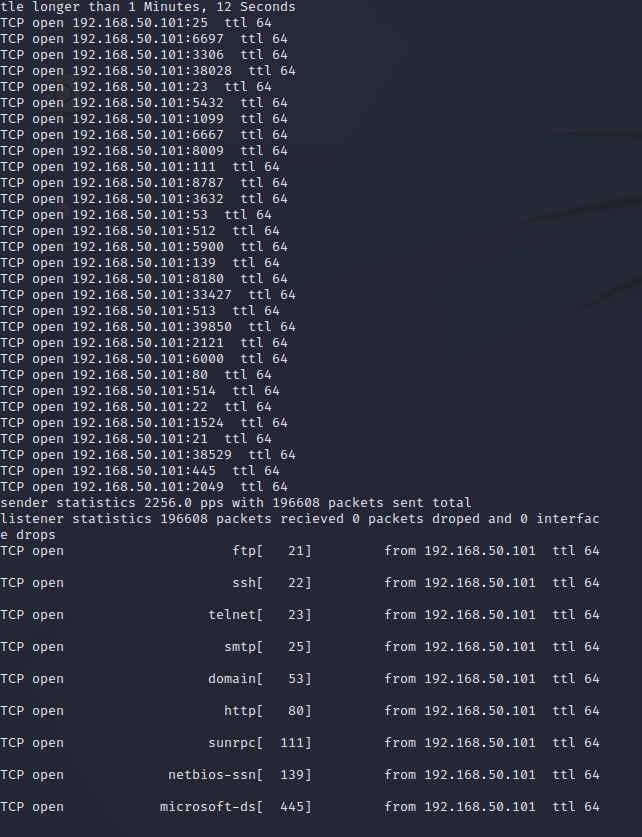 tle longer than 1 Minutes, 12 Seconds
TCP open 192.168.50.101:25  ttl 64
TCP open 192.168.50.101:6697  ttl 64
TCP open 192.168.50.101:3306  ttl 64
TCP open 192.168.50.101:38028  ttl 64
TCP open 192.168.50.101:23  ttl 64
TCP open 192.168.50.101:5432  ttl 64
TCP open 192.168.50.101:1099  ttl 64
TCP open 192.168.50.101:6667  ttl 64
TCP open 192.168.50.101:8009  ttl 64
TCP open 192.168.50.101:111  ttl 64
TCP open 192.168.50.101:8787  ttl 64
TCP open 192.168.50.101:3632  ttl 64
TCP open 192.168.50.101:53  ttl 64
TCP open 192.168.50.101:512  ttl 64
TCP open 192.168.50.101:5900  ttl 64
TCP open 192.168.50.101:139  ttl 64
TCP open 192.168.50.101:8180  ttl 64
TCP open 192.168.50.101:33427  ttl 64
TCP open 192.168.50.101:513  ttl 64
TCP open 192.168.50.101:39850  ttl 64
TCP open 192.168.50.101:2121  ttl 64
TCP open 192.168.50.101:6000  ttl 64
TCP open 192.168.50.101:80  ttl 64
TCP open 192.168.50.101:514  ttl 64
TCP open 192.168.50.101:22  ttl 64
TCP open 192.168.50.101:1524  ttl 64
TCP open 192.168.50.101:21  ttl 64
TCP open 192.168.50.101:38529  ttl 64
TCP open 192.168.50.101:445  ttl 64
TCP open 192.168.50.101:2049  ttl 64
sender statistics 2256.0 pps with 196608 packets sent total
listener statistics 196608 packets recieved 0 packets droped and 0 interfac
e drops
TCP open                     ftp[   21]         from 192.168.50.101  ttl 64
TCP open                     ssh[   22]         from 192.168.50.101  ttl 64
TCP open                  telnet[   23]         from 192.168.50.101  ttl 64
TCP open                    smtp[   25]         from 192.168.50.101  ttl 64
TCP open                  domain[   53]         from 192.168.50.101  ttl 64
TCP open                    http[   80]         from 192.168.50.101  ttl 64
TCP open                  sunrpc[  111]         from 192.168.50.101  ttl 64
TCP open             netbios-ssn[  139]         from 192.168.50.101  ttl 64
TCP open            microsoft-ds[  445]         from 192.168.50.101  ttl 64